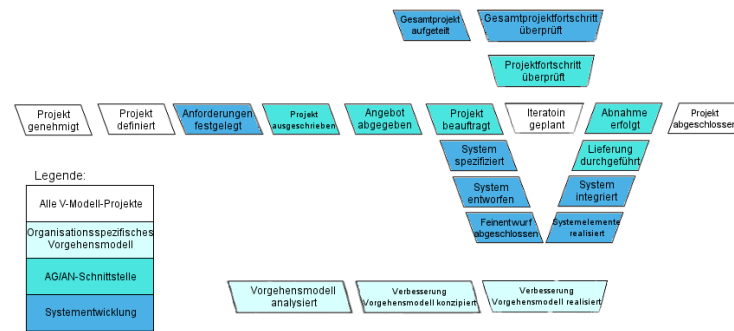 Gesamtprojekt
aufgeteilt
Gesamtprojektfortschritt
überprüft
Projektfortschritt
überprüft
Projekt
genehmigt
Projekt
definiert
Anforderungen
festgelegt
Projekt
ausgeschrieben
Angebot
abgegeben
Projekt
beauftragt
Iteratoin
geplant
Abnahme
erfolgt
Projekt
abgeschlossen
System
spezifiziert
Lieferung
durchgeführt
System
entworfen
System
integriert
Feinentwurf
abgeschlossen
Systemelemente
realisiert
Legende:
Alle V-Modell-Projekte
Organisationsspezifisches
Vorgehensmodell
AG/AN-Schnittstelle
Systementwicklung
Vorgehensmodell
analysiert
Verbesserung
Vorgehensmodell konzipiert
Verbesserung
Vorgehensmodell realisiert